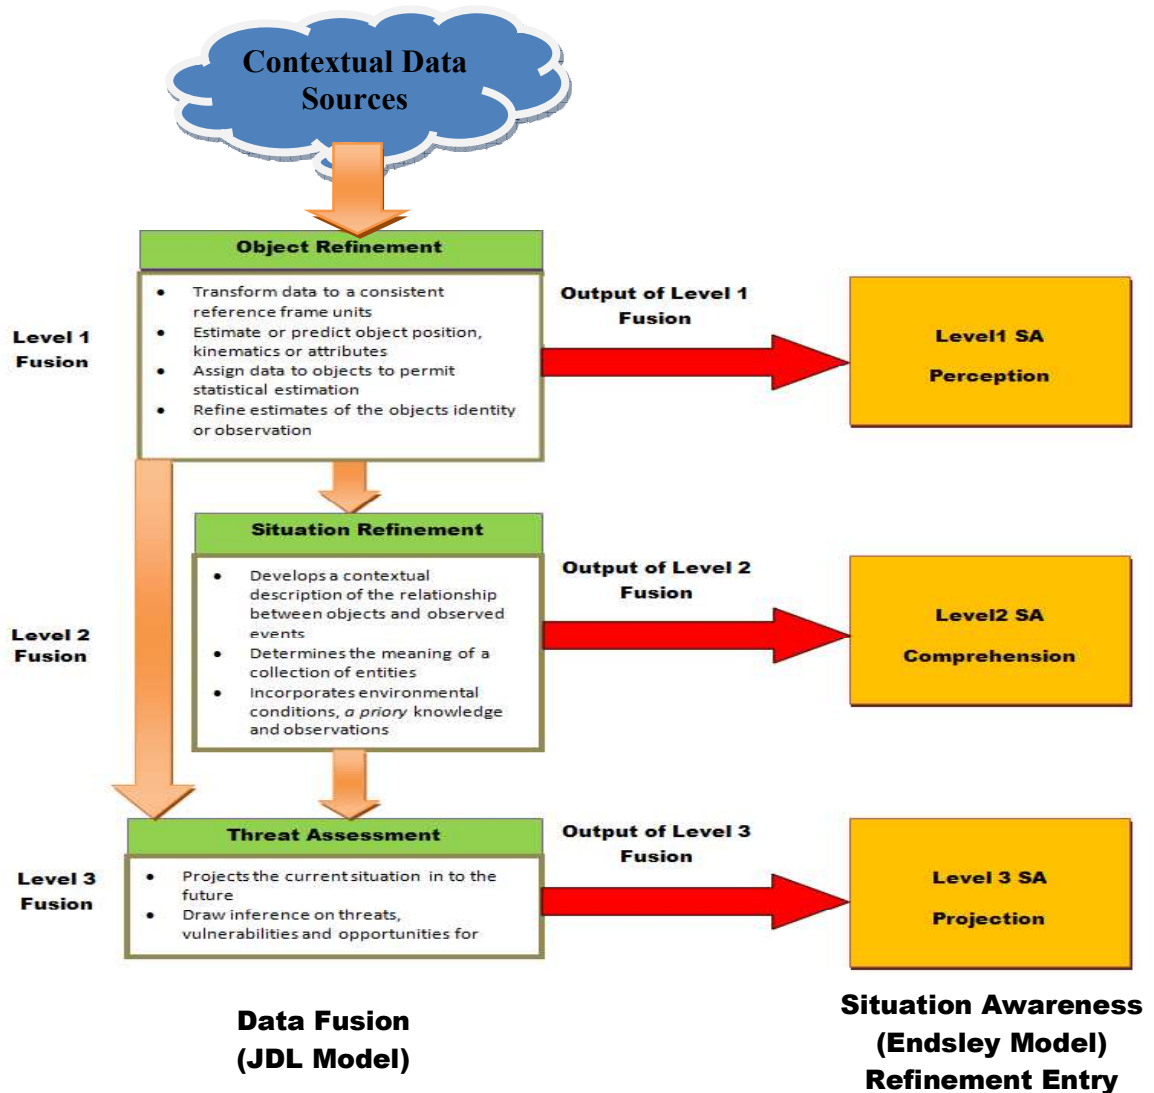 Contextual Data
Sources
Object Refinement
Level 1
Fusion
• Transform data to a consistent
reference frame units
• Estimate or predict object position,
kinematics or attributes
• Assign data to objects to permit
statistical estimation
• Refine estimates of the objects identity
or observation
Output of Level 1
Fusion
Level1 SA
Perception
Situation Refinement
Level 2
Fusion
• Develops a contextual
description of the relationship
between objects and observed
events
• Determines the meaning of a
collection of entities
• Incorporates environmental
conditions, a priory knowledge
and observations
Output of Level 2
Fusion
Level2 SA
Comprehension
Threat Assessment
Level 3
Fusion
• Projects the current situation in to the
future
• Draw inference on threats,
vulnerabilities and opportunities for
Output of Level 3
Fusion
Level 3 SA
Projection
Data Fusion
(JDL Model)
Situation Awareness
(Endsley Model)
Refinement Entry